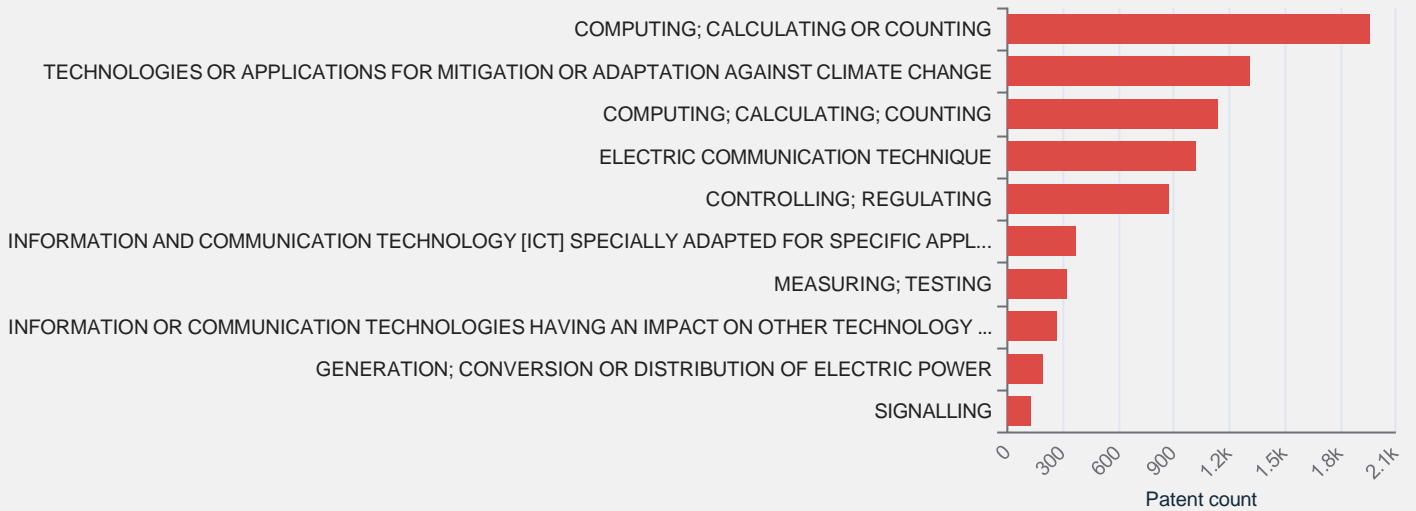 COMPUTING; CALCULATING OR COUNTING
TECHNOLOGIES OR APPLICATIONS FOR MITIGATION OR ADAPTATION AGAINST CLIMATE CHANGE
COMPUTING; CALCULATING; COUNTING
ELECTRIC COMMUNICATION TECHNIQUE
CONTROLLING; REGULATING
INFORMATION AND COMMUNICATION TECHNOLOGY [ICT] SPECIALLY ADAPTED FOR SPECIFIC APPL...
MEASURING; TESTING
INFORMATION OR COMMUNICATION TECHNOLOGIES HAVING AN IMPACT ON OTHER TECHNOLOGY ...
GENERATION; CONVERSION OR DISTRIBUTION OF ELECTRIC POWER
SIGNALLING
0 300 600 900 1.2k 1.5k 1.8k 2.1k
Patent count